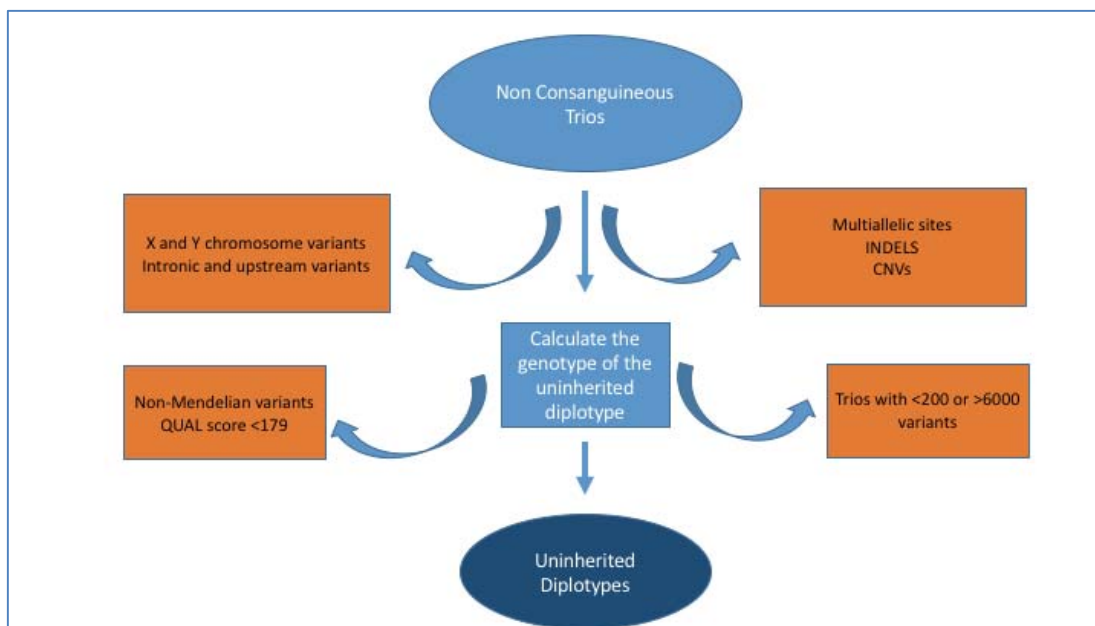 Non Consanguineous
Trios
X and Y chromosome variants
Intronic and upstream variants
Multiallelic sites
INDELS
CNVs
Calculate the
genotype of the
uninherited
diplotype
Non-Mendelian variants
QUAL score <179
Trios with <200 or >6000
variants
Uninherited
Diplotypes